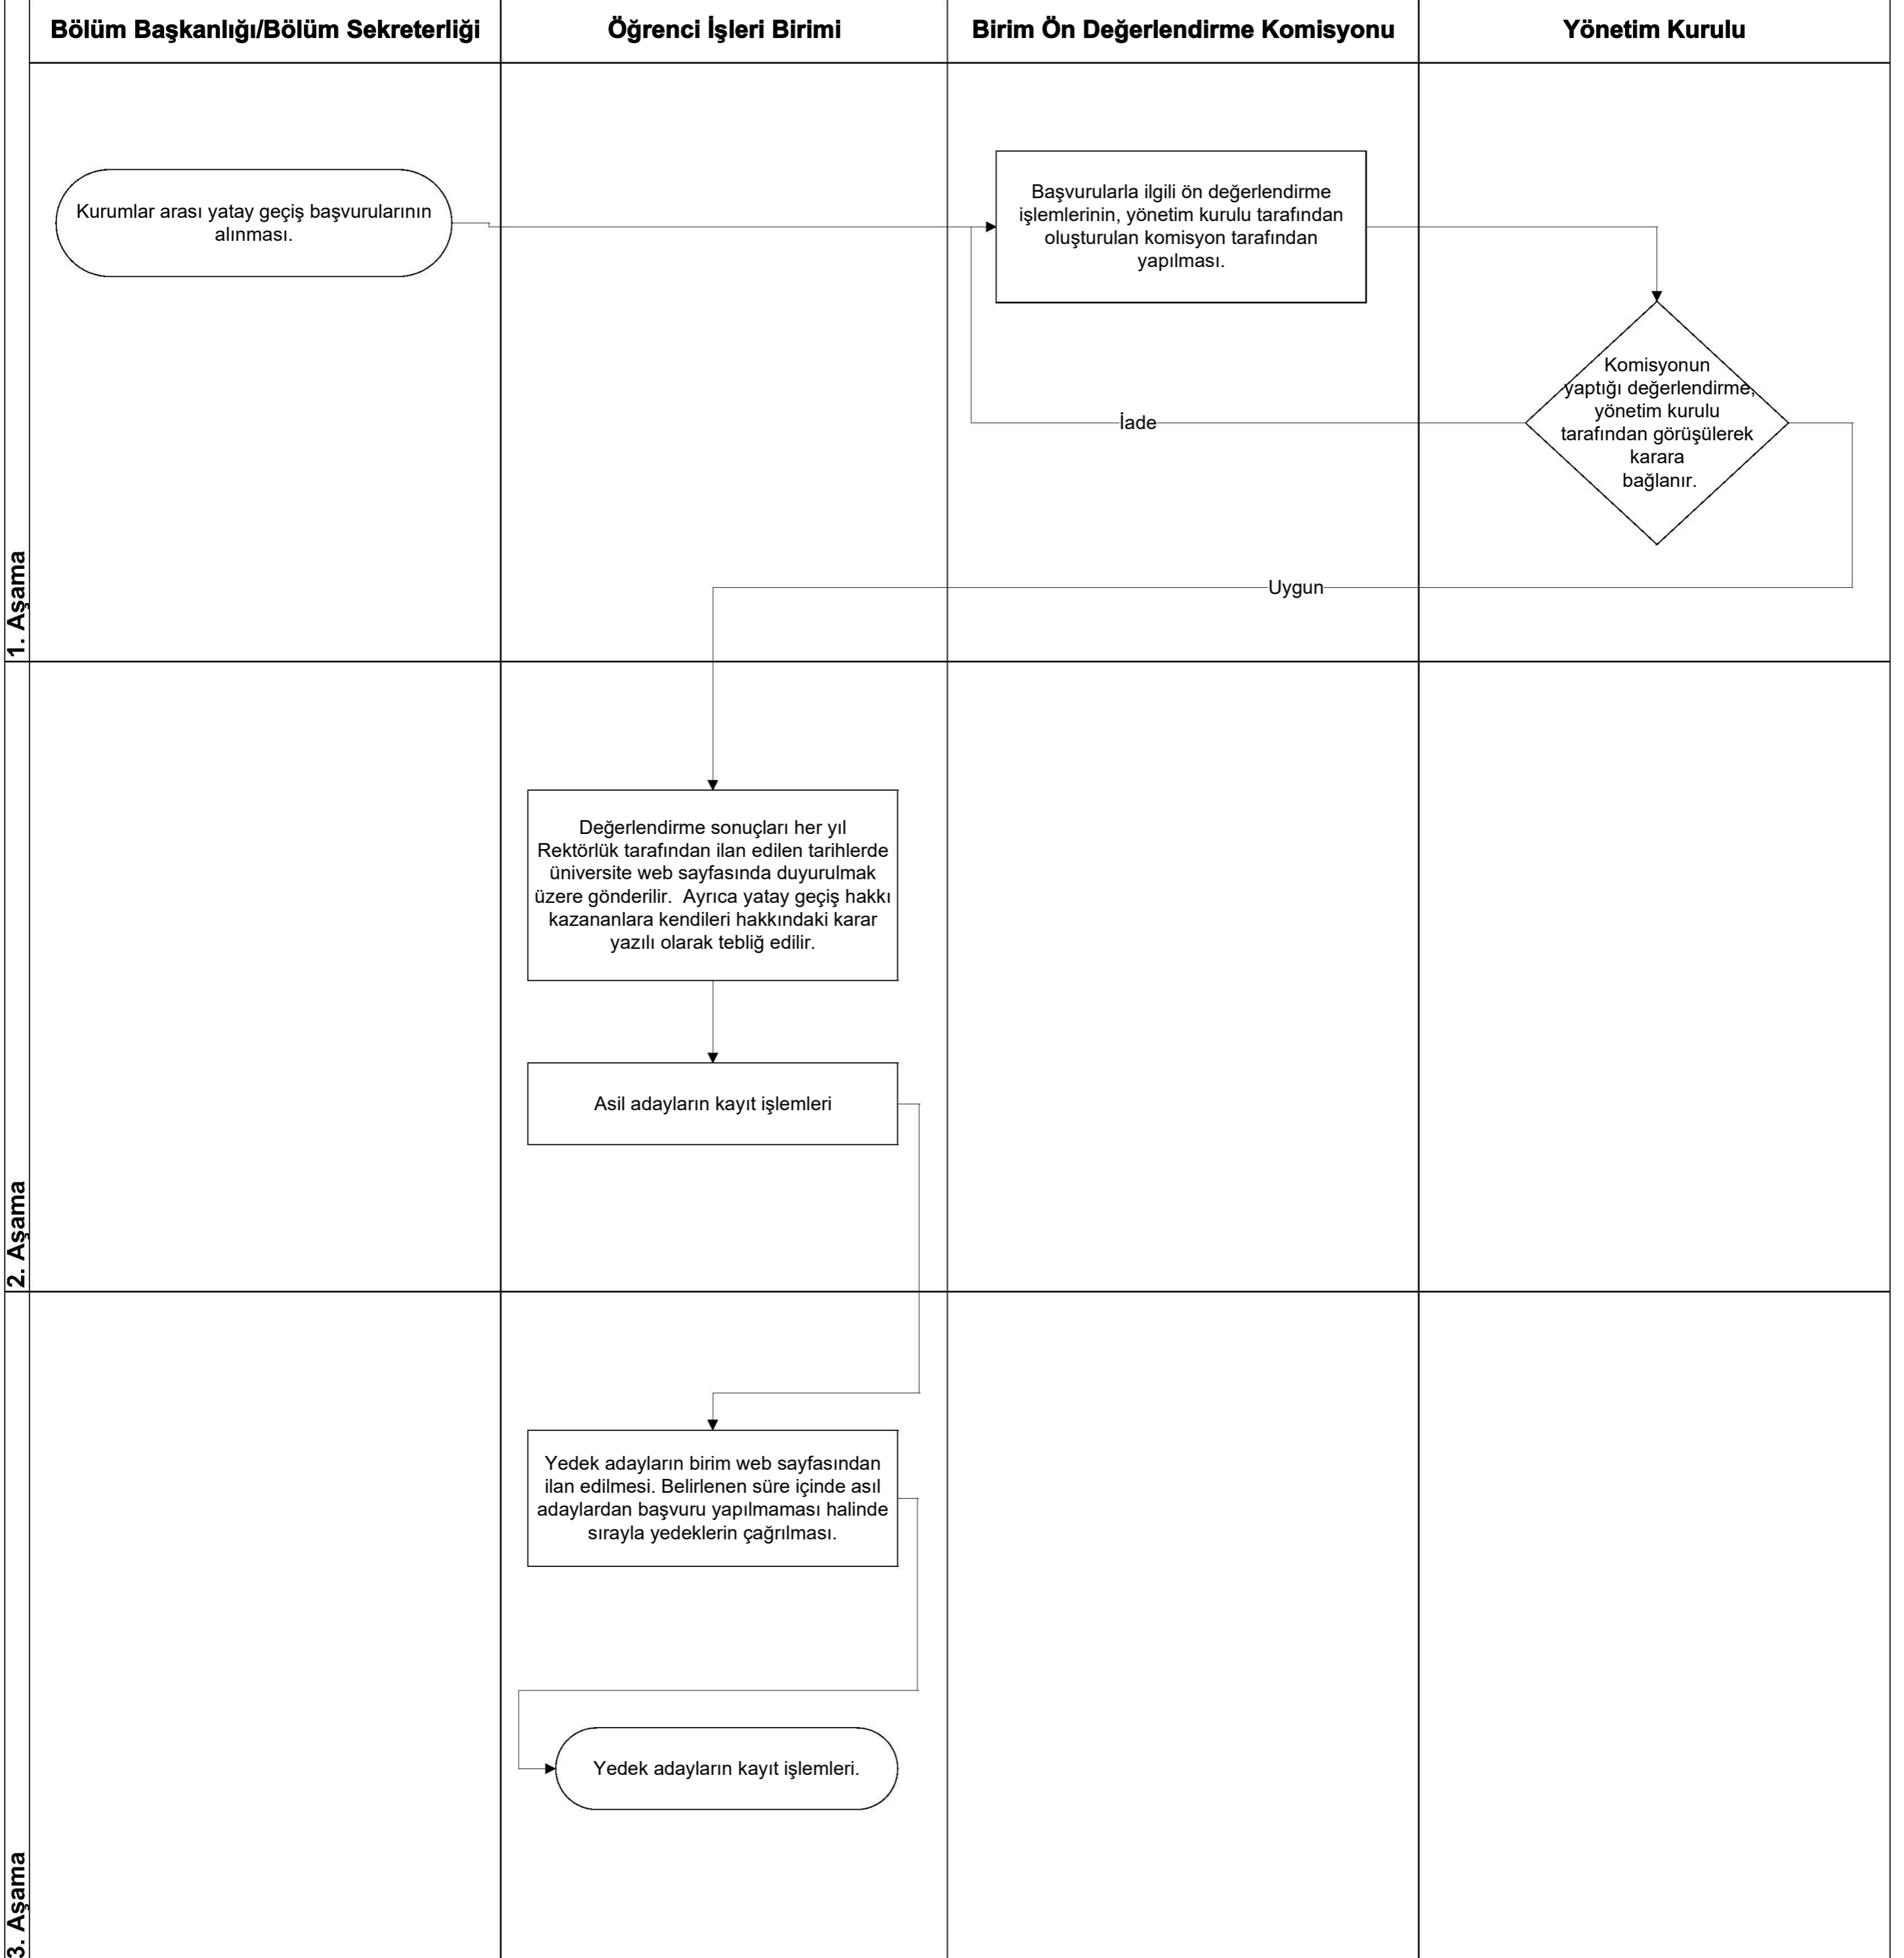 Bölüm Başkanlığı/Bölüm Sekreterliği
Öğrenci İşleri Birimi
Birim Ön Değerlendirme Komisyonu
Yönetim Kurulu
1. Aşama
Kurumlar arası yatay geçiş başvurularının
alınması.
Başvurularla ilgili ön değerlendirme
işlemlerinin, yönetim kurulu tarafından
oluşturulan komisyon tarafından
yapılması.
Komisyonun
yaptığı değerlendirme,
yönetim kurulu
tarafından görüşülerek
karara
bağlanır.
İade
Uygun
2. Aşama
Değerlendirme sonuçları her yıl
Rektörlük tarafından ilan edilen tarihlerde
üniversite web sayfasında duyurulmak
üzere gönderilir.  Ayrıca yatay geçiş hakkı
kazananlara kendileri hakkındaki karar
yazılı olarak tebliğ edilir.
Asil adayların kayıt işlemleri
3. Aşama
Yedek adayların birim web sayfasından
ilan edilmesi. Belirlenen süre içinde asıl
adaylardan başvuru yapılmaması halinde
sırayla yedeklerin çağrılması.
Yedek adayların kayıt işlemleri.